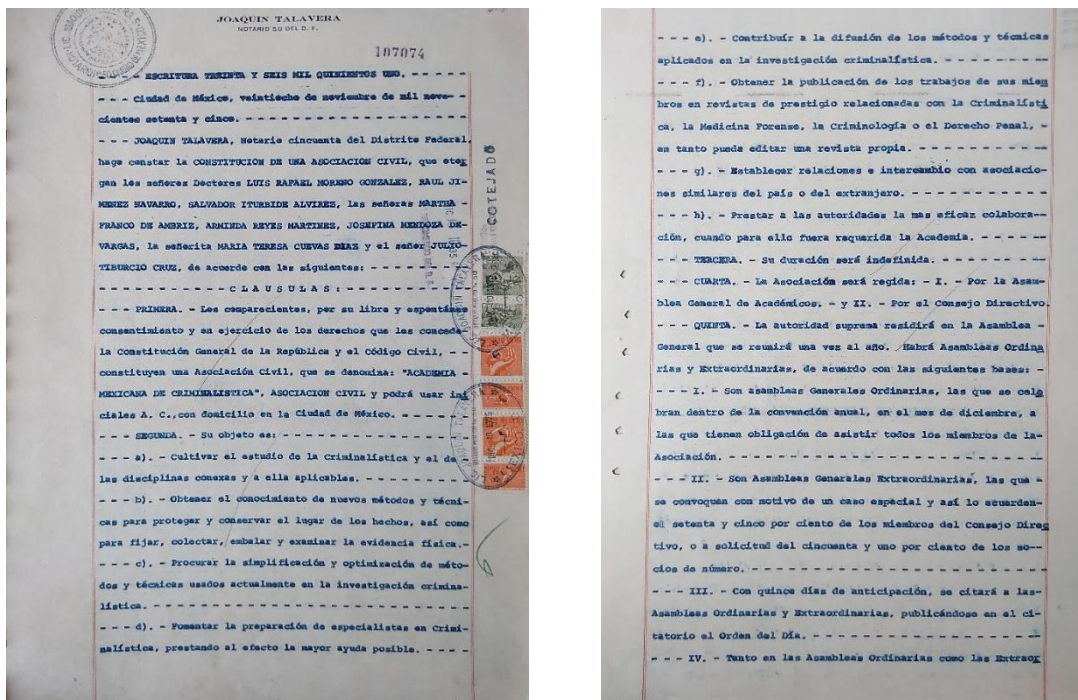 JOAQUIN TALAVERA
NOTARIO 50 DEL D. F.
107074
- - - ESCRITURA TREINTA Y SEIS MIL QUINIENTOS UNO. - - - - - -
- - - Ciudad de México, veintiocho de noviembre de mil nove--
cientos setenta y cinco. - - - - - - - - - - - - - - - - - -
- - - JOAQUIN TALAVERA, Notario cincuenta del Distrito Federal,
hago constar la CONSTITUCION DE UNA ASOCIACION CIVIL, que otor
gan los señores Doctores LUIS RAFAEL MORENO GONZALEZ, RAUL JI-
MENEZ NAVARRO, SALVADOR ITURBIDE ALVIREZ, las señoras MARTHA -
FRANCO DE AMBRIZ, ARMINDA REYES MARTINEZ, JOSEFINA MENDOZA DE-
VARGAS, la señorita MARIA TERESA CUEVAS DIAZ y el señor JULIO-
TIBURCIO CRUZ, de acuerdo con las siguientes: - - - - - - - -
- - - - - - - - - - - C L A U S U L A S : - - - - - - - - - -
- - - PRIMERA. - Los comparecientes, por su libre y espontáneo
consentimiento y en ejercicio de los derechos que les concede
la Constitución General de la República y el Código Civil, - -
constituyen una Asociación Civil, que se denomina: "ACADEMIA -
MEXICANA DE CRIMINALISTICA", ASOCIACION CIVIL y podrá usar ini
ciales A. C.,con domicilio en la Ciudad de México. - - - - - -
- - - SEGUNDA. - Su objeto es: - - - - - - - - - - - - - - - -
- - - a). - Cultivar el estudio de la Criminalística y el de -
las disciplinas conexas y a ella aplicables. - - - - - - - - -
- - - b). - Obtener el conocimiento de nuevos métodos y técni-
cas para proteger y conservar el lugar de los hechos, así como
para fijar, colectar, embalar y examinar la evidencia física.-
- - - c). - Procurar la simplificación y optimización de méto-
dos y técnicas usados actualmente en la investigación crimina-
lística. - - - - - - - - - - - - - - - - - - - - - - - - - - -
- - - d). - Fomentar la preparación de especialistas en Crimi-
nalística, prestando al efecto la mayor ayuda posible. - - - -
COTEJADO
- - - e). - Contribuír a la difusión de los métodos y técnicas
aplicados en la investigación criminalística. - - - - - - - -
- - - f). - Obtener la publicación de los trabajos de sus miem
bros en revistas de prestigio relacionadas con la Criminalísti
ca, la Medicina Forense, la Criminología o el Derecho Penal, -
en tanto pueda editar una revista propia. - - - - - - - - - -
- - - g). - Establecer relaciones e intercambio con asociacio-
nes similares del país o del extranjero. - - - - - - - - - - -
- - - h). - Prestar a las autoridades la mas eficaz colabora--
ción, cuando para ello fuera requerida la Academia. - - - - -
- - - TERCERA. - Su duración será indefinida. - - - - - - - -
- - - CUARTA. - La Asociación será regida: - I. - Por la Asam-
blea General de Académicos. - y II. - Por el Consejo Directivo.
- - - QUINTA. - La autoridad suprema residirá en la Asamblea -
General que se reunirá una vez al año. Habrá Asambleas Ordina
rias y Extraordinarias, de acuerdo con las siguientes bases: -
- - - I. - Son asambleas Generales Ordinarias, las que se cele
bran dentro de la convención anual, en el mes de diciembre, a
las que tienen obligación de asistir todos los miembros de la-
Asociación. - - - - - - - - - - - - - - - - - - - - - - - - -
- - - II. - Son Asambleas Generales Extraordinarias, las que -
se convoquen con motivo de un caso especial y así lo acuerden-
el setenta y cinco por ciento de los miembros del Consejo Direc
tivo, o a solicitud del cincuenta y uno por ciento de los so--
cios de número. - - - - - - - - - - - - - - - - - - - - - - -
- - - III. - Con quince días de anticipación, se citará a las-
Asambleas Ordinarias y Extraordinarias, publicándose en el ci-
tatorio el Orden del Día. - - - - - - - - - - - - - - - - - -
- - - IV. - Tanto en las Asambleas Ordinarias como las Extraor